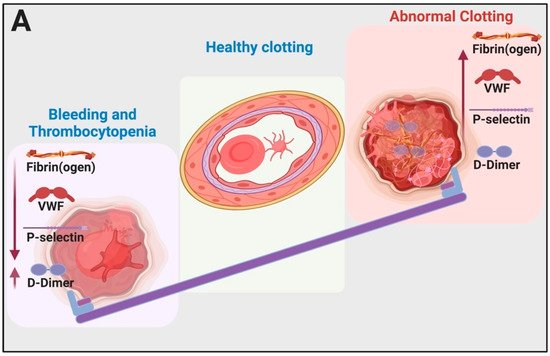 A
Healthy clotting
Abnormal Clotting
Fibrin(ogen)
VWF
P-selectin
D-Dimer
Bleeding and
Thrombocytopenia
Fibrin(ogen)
VWF
P-selectin
D-Dimer